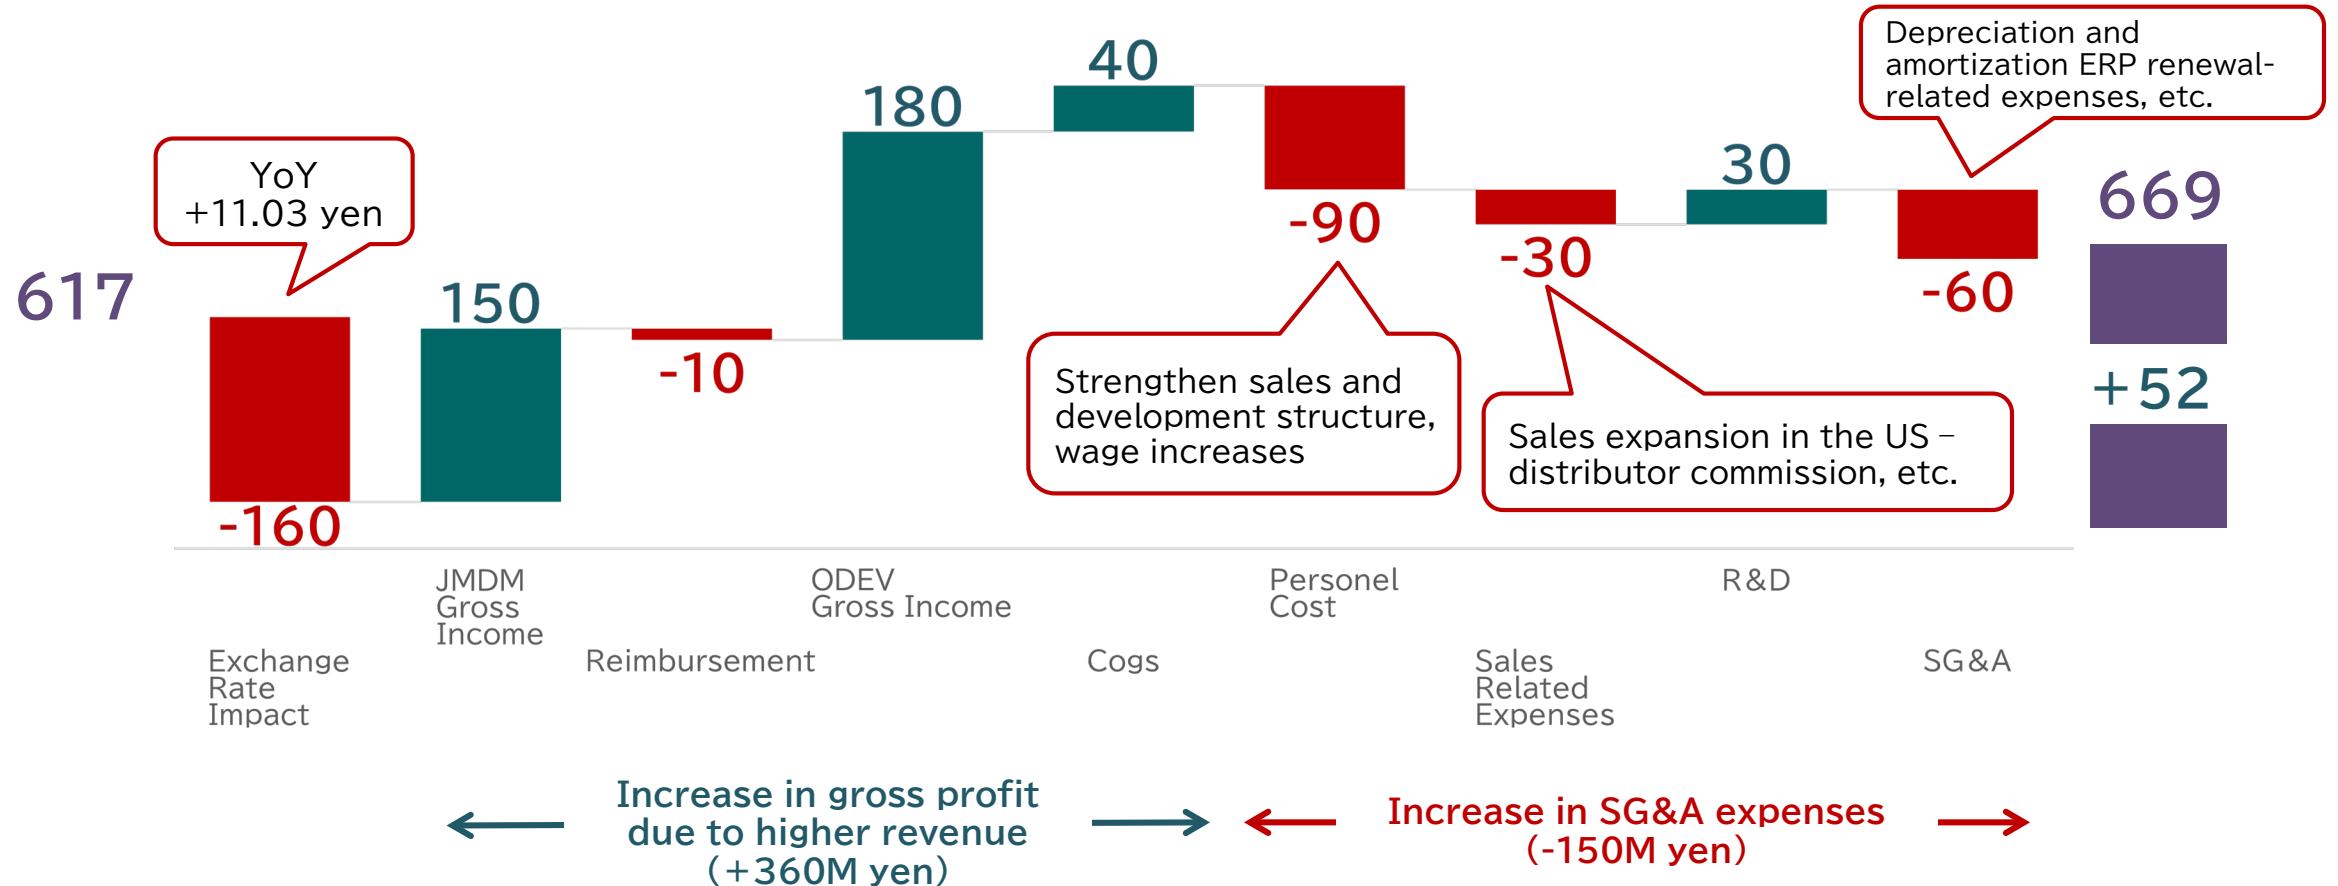 617
YoY
+11.03 yen
-160
150
-10
180
40
-90
Strengthen sales and
development structure,
wage increases
-30
Sales expansion in the US –
distributor commission, etc.
30
Depreciation and
amortization ERP renewal-
related expenses, etc.
-60
669
+52
Exchange
Rate
Impact
JMDM
Gross
Income
Reimbursement
ODEV
Gross Income
Cogs
Personel
Cost
Sales
Related
Expenses
R&D
SG&A
Increase in gross profit
due to higher revenue
(+360M yen)
Increase in SG&A expenses
(-150M yen)